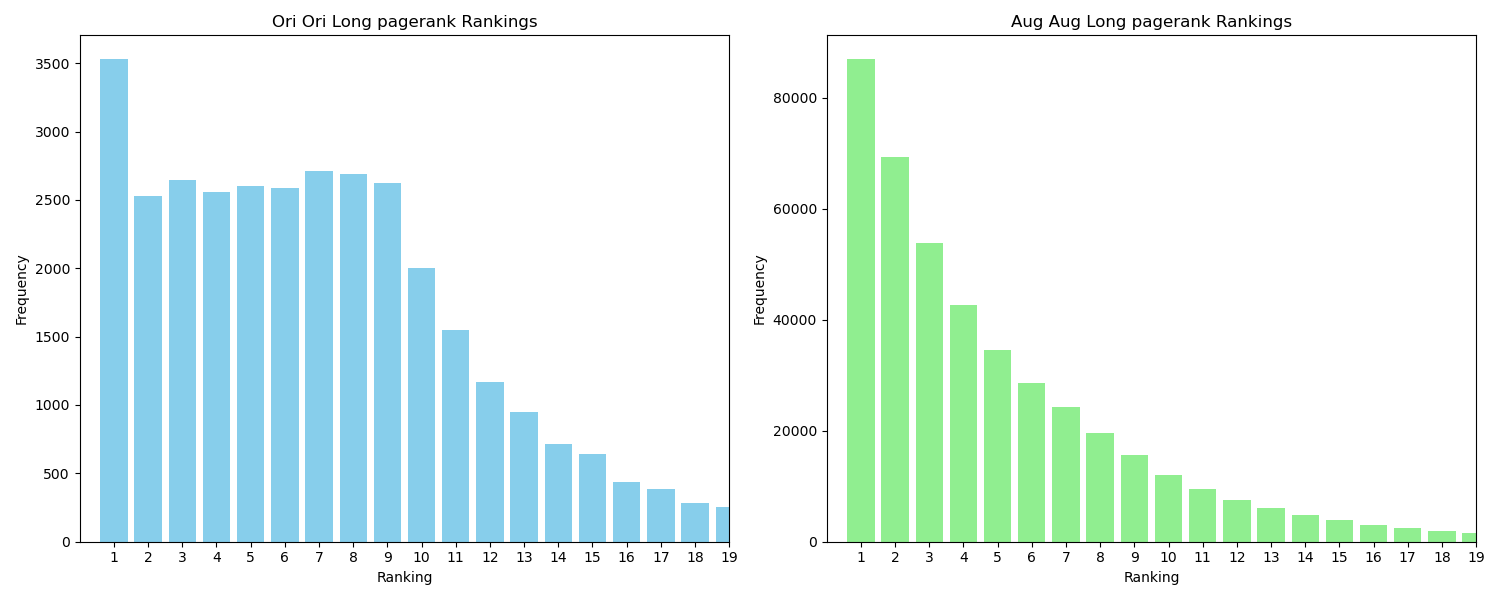 Ori Ori Long pagerank Rankings
Frequency
3500
3000
2500
2000
1500
1000
500
0
1 2 3 4 5 6 7 8 9 10 11 12 13 14 15 16 17 18 19
Ranking
Aug Aug Long pagerank Rankings
Frequency
80000
60000
40000
20000
0
1 2 3 4 5 6 7 8 9 10 11 12 13 14 15 16 17 18 19
Ranking